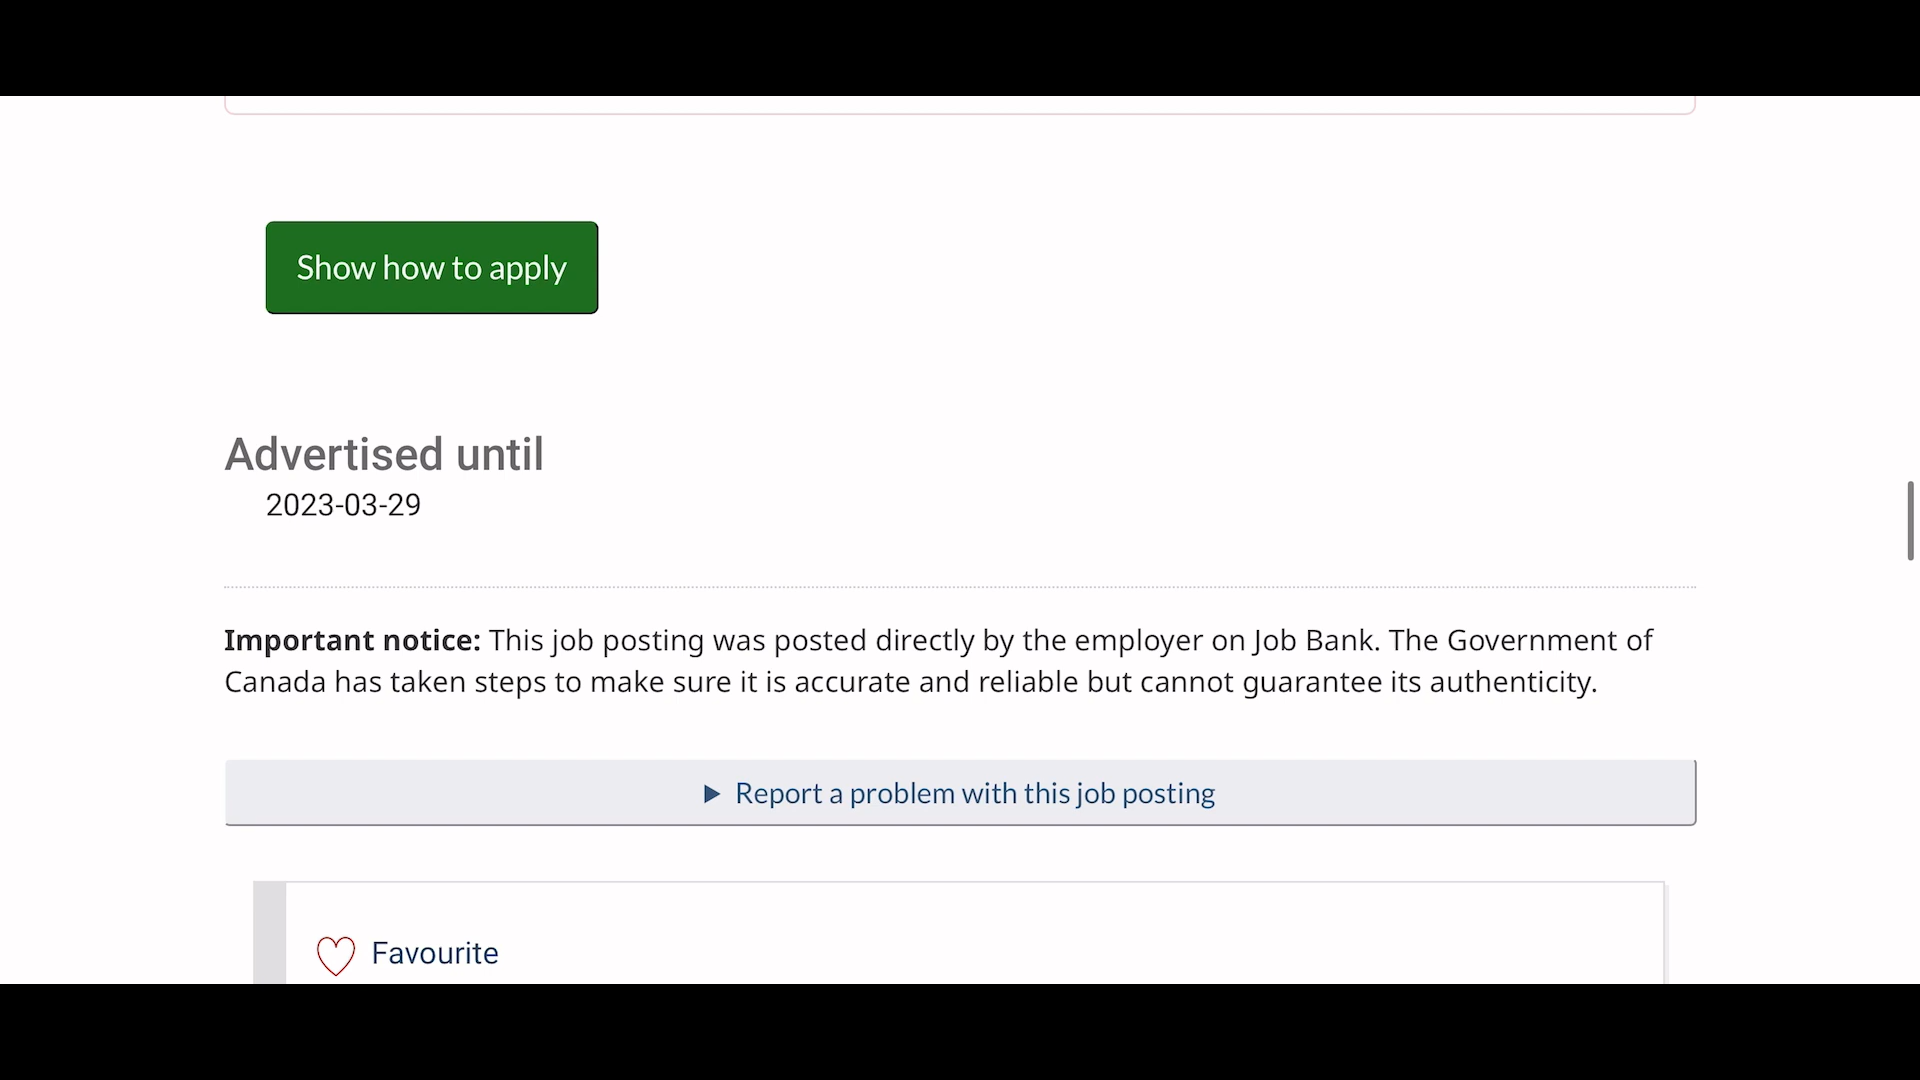 Show how to apply
Advertised until
2023-03-29
Important notice: This job posting was posted directly by the employer on Job Bank. The Government of
Canada has taken steps to make sure it is accurate and reliable but cannot guarantee its authenticity.
Report a problem with this job posting
Favourite